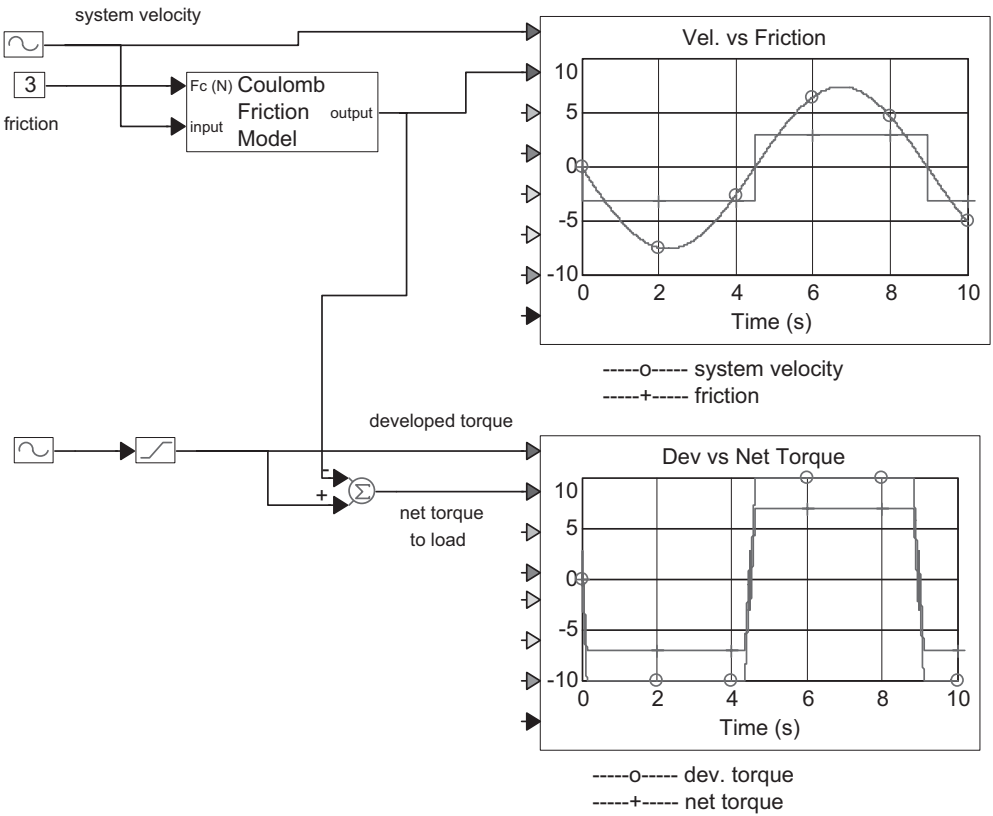 system velocity
3
friction
Fc (N) Coulomb
Friction
Model
input
output
Vel. vs Friction
10
5
0
-5
-10
0 2 4 6 8 10
Time (s)
-----o----- system velocity
-----+----- friction
developed torque
-
+
Σ
net torque
to load
Dev vs Net Torque
10
5
0
-5
-10
0 2 4 6 8 10
Time (s)
-----o----- dev. torque
-----+----- net torque